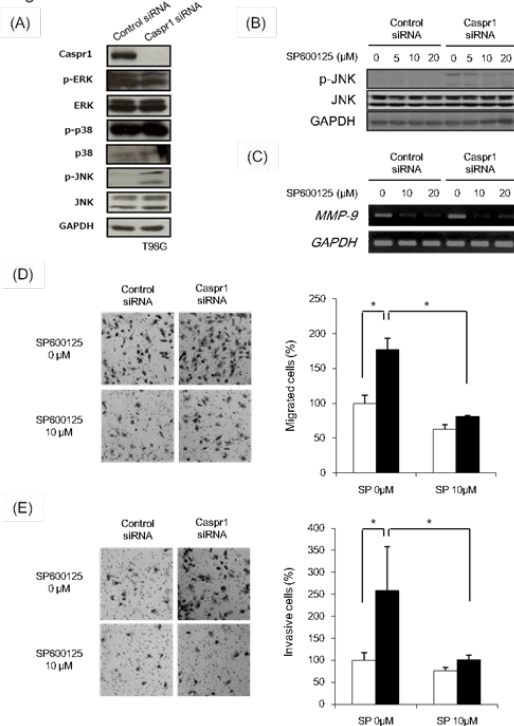 (A)
Control siRNA
Caspr1 siRNA
Caspr1
p-ERK
ERK
p-p38
p38
p-JNK
JNK
GAPDH
T98G
(B)
Control siRNA
Caspr1 siRNA
SP600125 (µM) 0 5 10 20 0 5 10 20
p-JNK
JNK
GAPDH
(C)
Control siRNA
Caspr1 siRNA
SP600125 (µM) 0 10 20 0 10 20
MMP-9
GAPDH
(D)
Control siRNA
Caspr1 siRNA
SP600125 0 µM
SP600125 10 µM
Migrated cells (%)
250
200
150
100
50
0
* *
SP 0µM SP 10µM
(E)
Control siRNA
Caspr1 siRNA
SP600125 0 µM
SP600125 10 µM
Invasive cells (%)
400
350
300
250
200
150
100
50
0
* *
SP 0µM SP 10µM